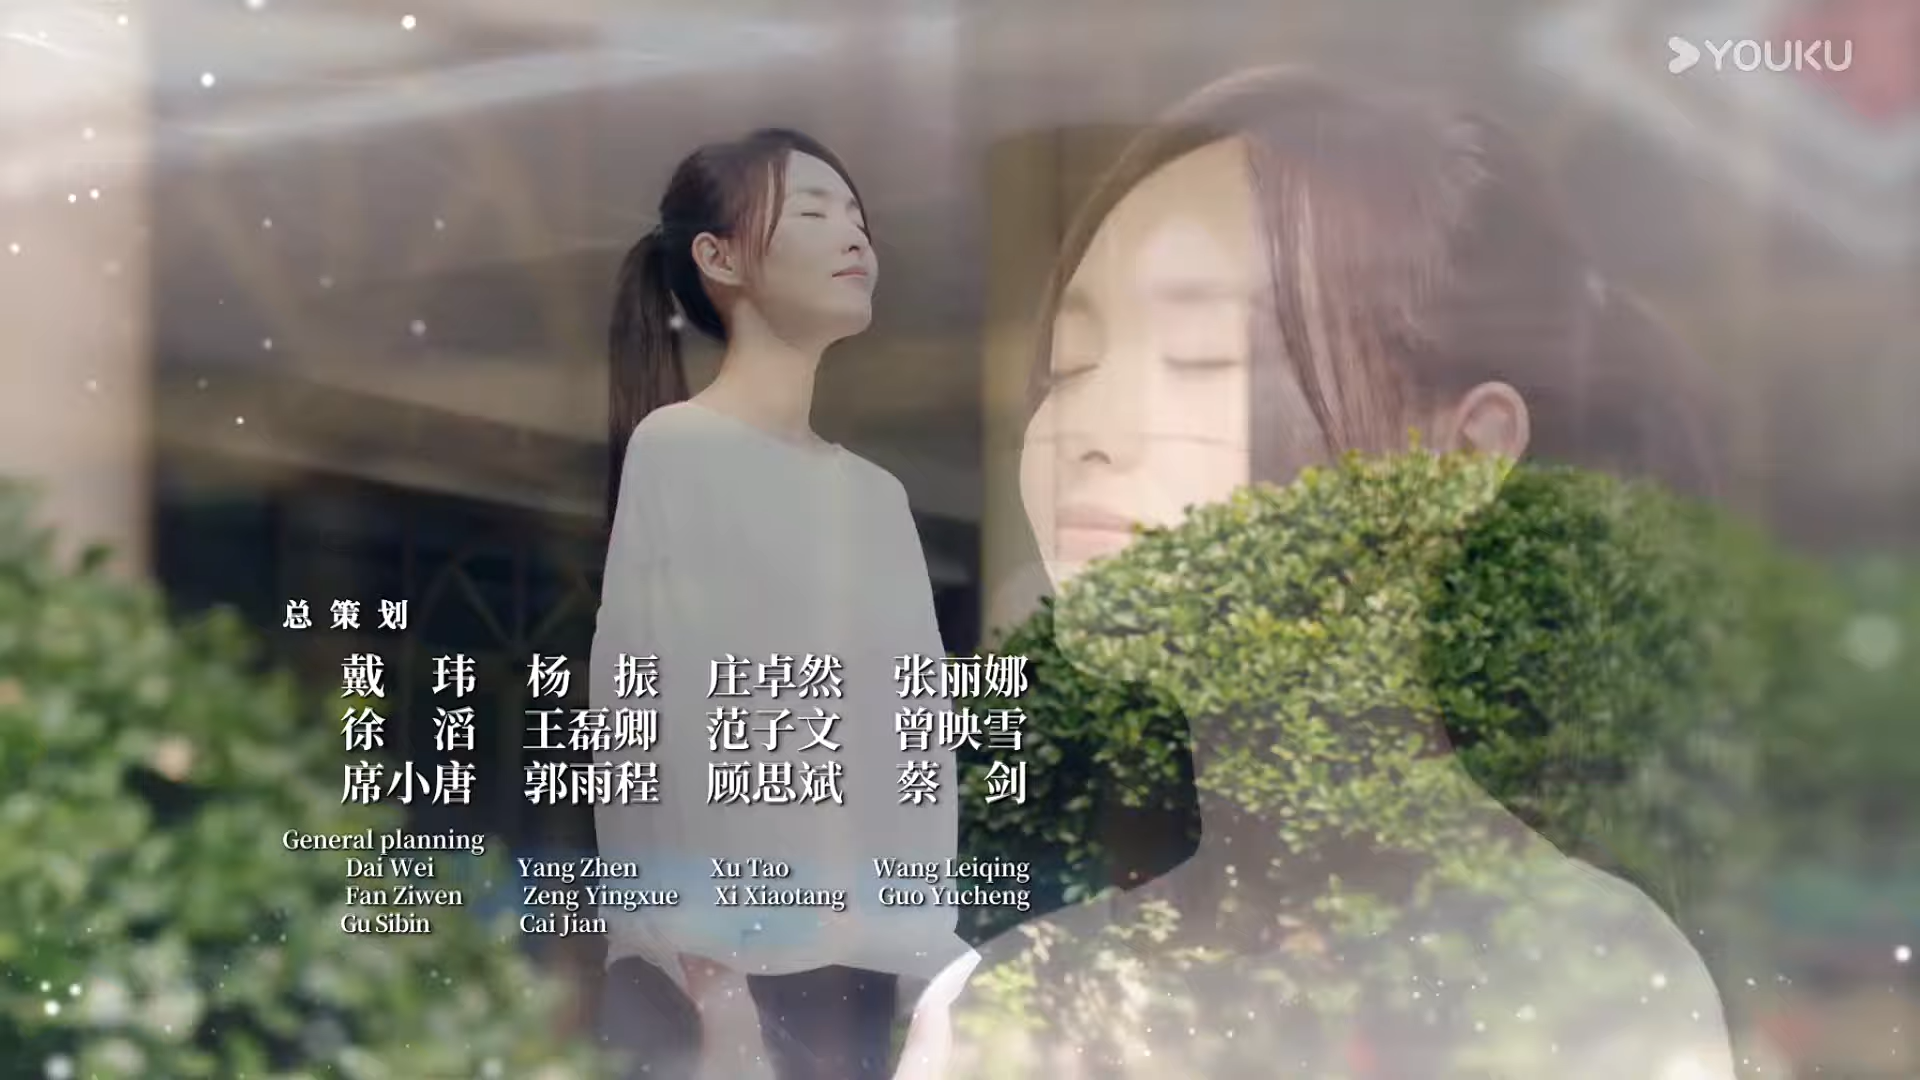 YOUKU
总策划
戴玮 杨振 庄卓然 张丽娜
徐滔 王磊卿 范子文 曾映雪
席小唐 郭雨程 顾思斌 蔡剑
General planning
Dai Wei Yang Zhen Xu Tao Wang Leiqing
Fan Ziwen Zeng Yingxue Xi Xiaotang Guo Yucheng
Gu Sibin Cai Jian